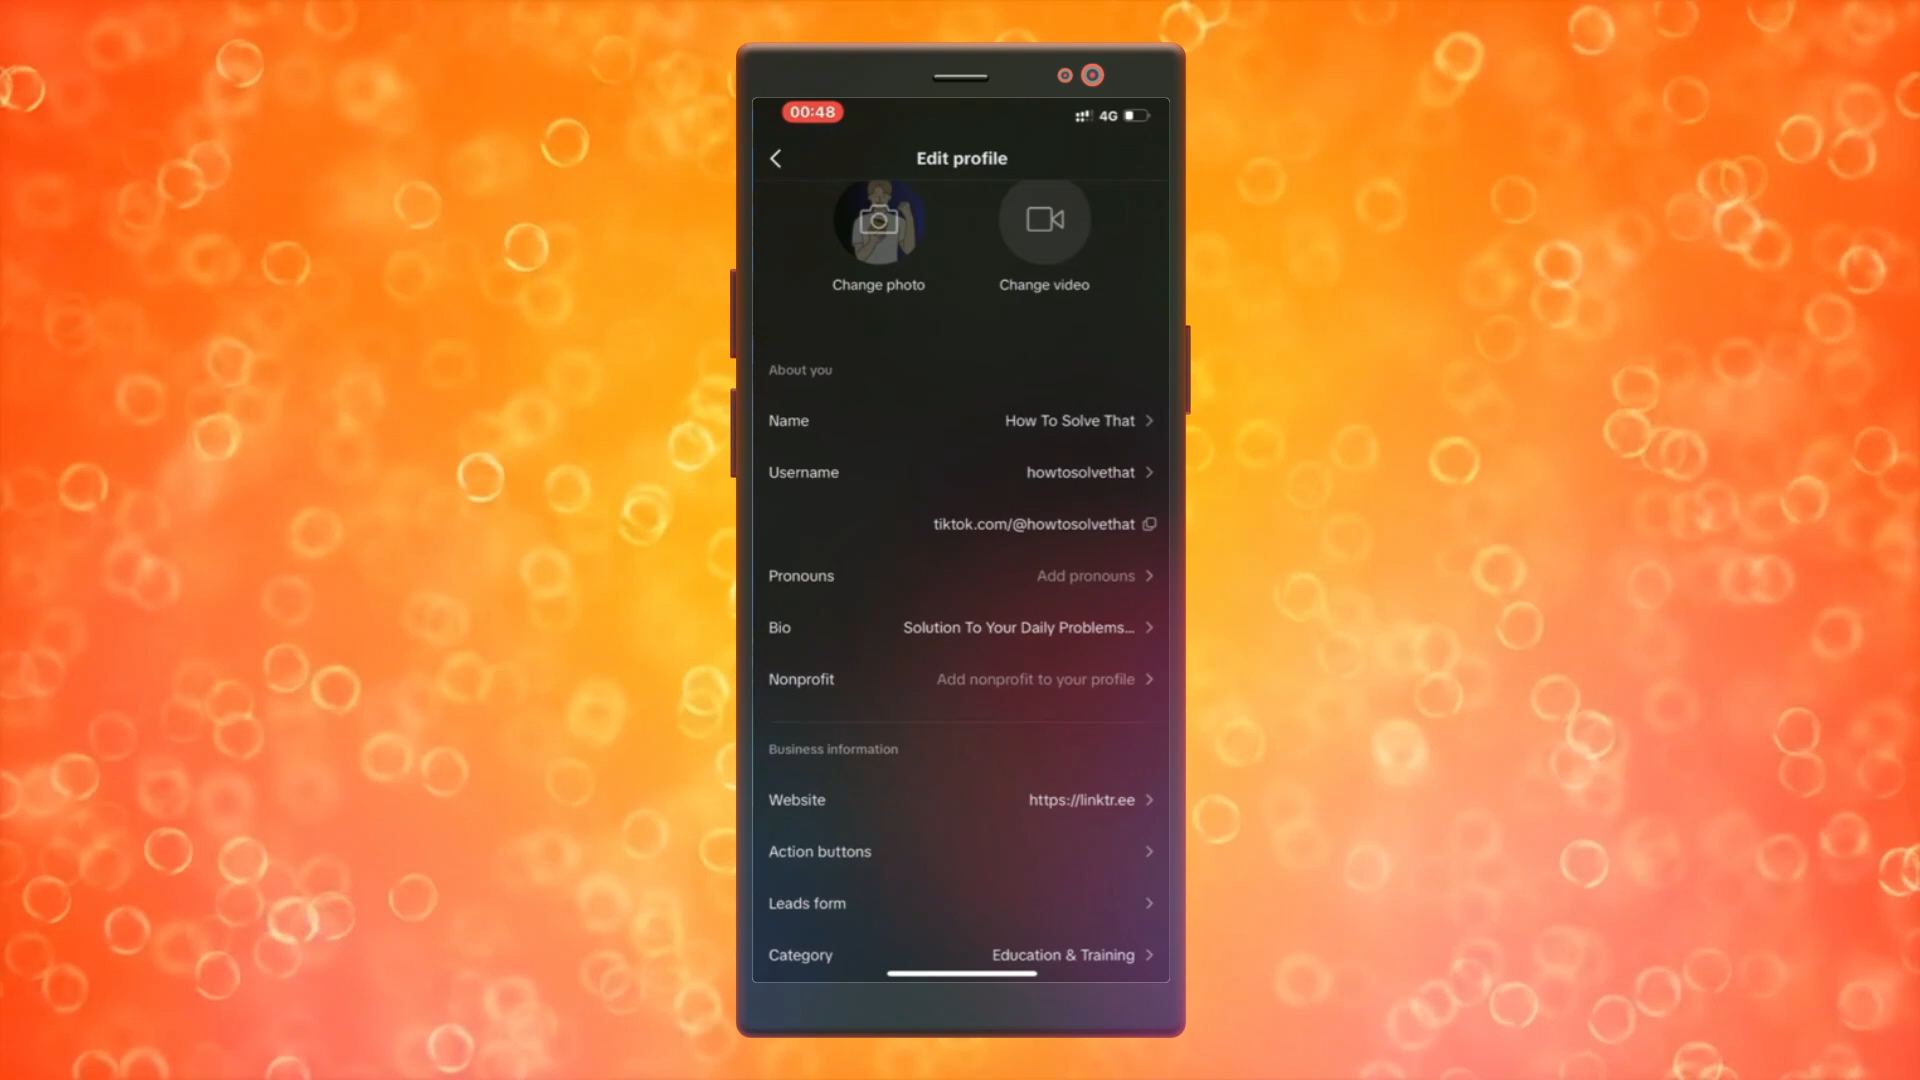 00:48
4G
Edit profile
Change photo
Change video
About you
Name How To Solve That
Username howtosolvethat
tiktok.com/@howtosolvethat
Pronouns Add pronouns
Bio Solution To Your Daily Problems...
Nonprofit Add nonprofit to your profile
Business information
Website https://linktr.ee
Action buttons
Leads form
Category Education & Training